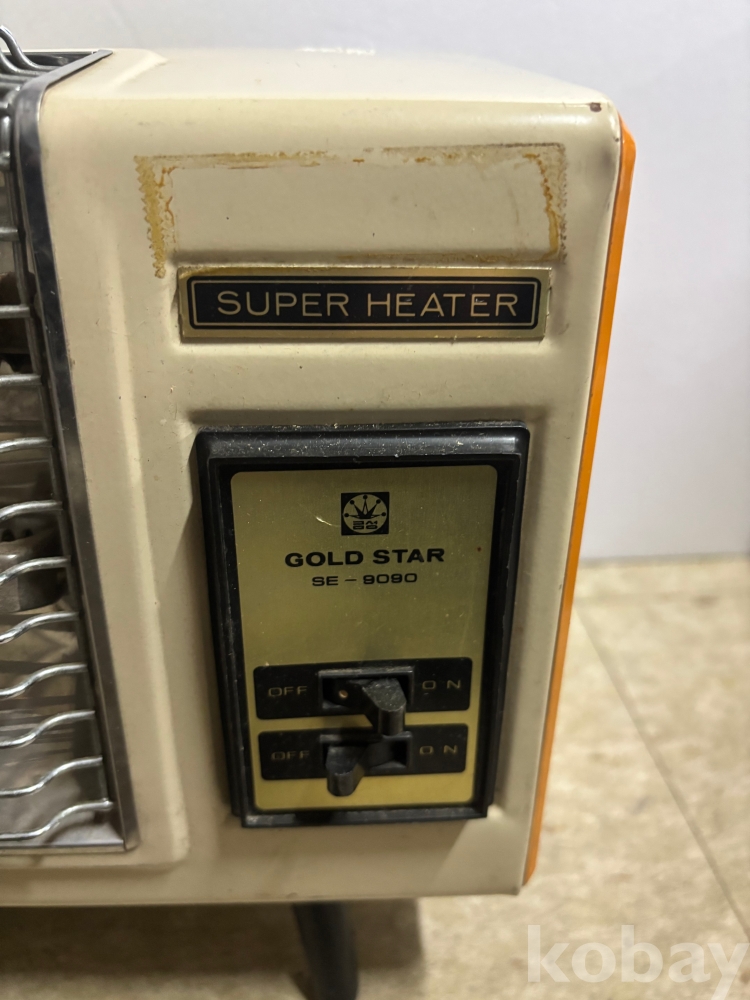 SUPER HEATER
금성
GOLD STAR
SE - 9090
OFF ON
OFF ON
kobay